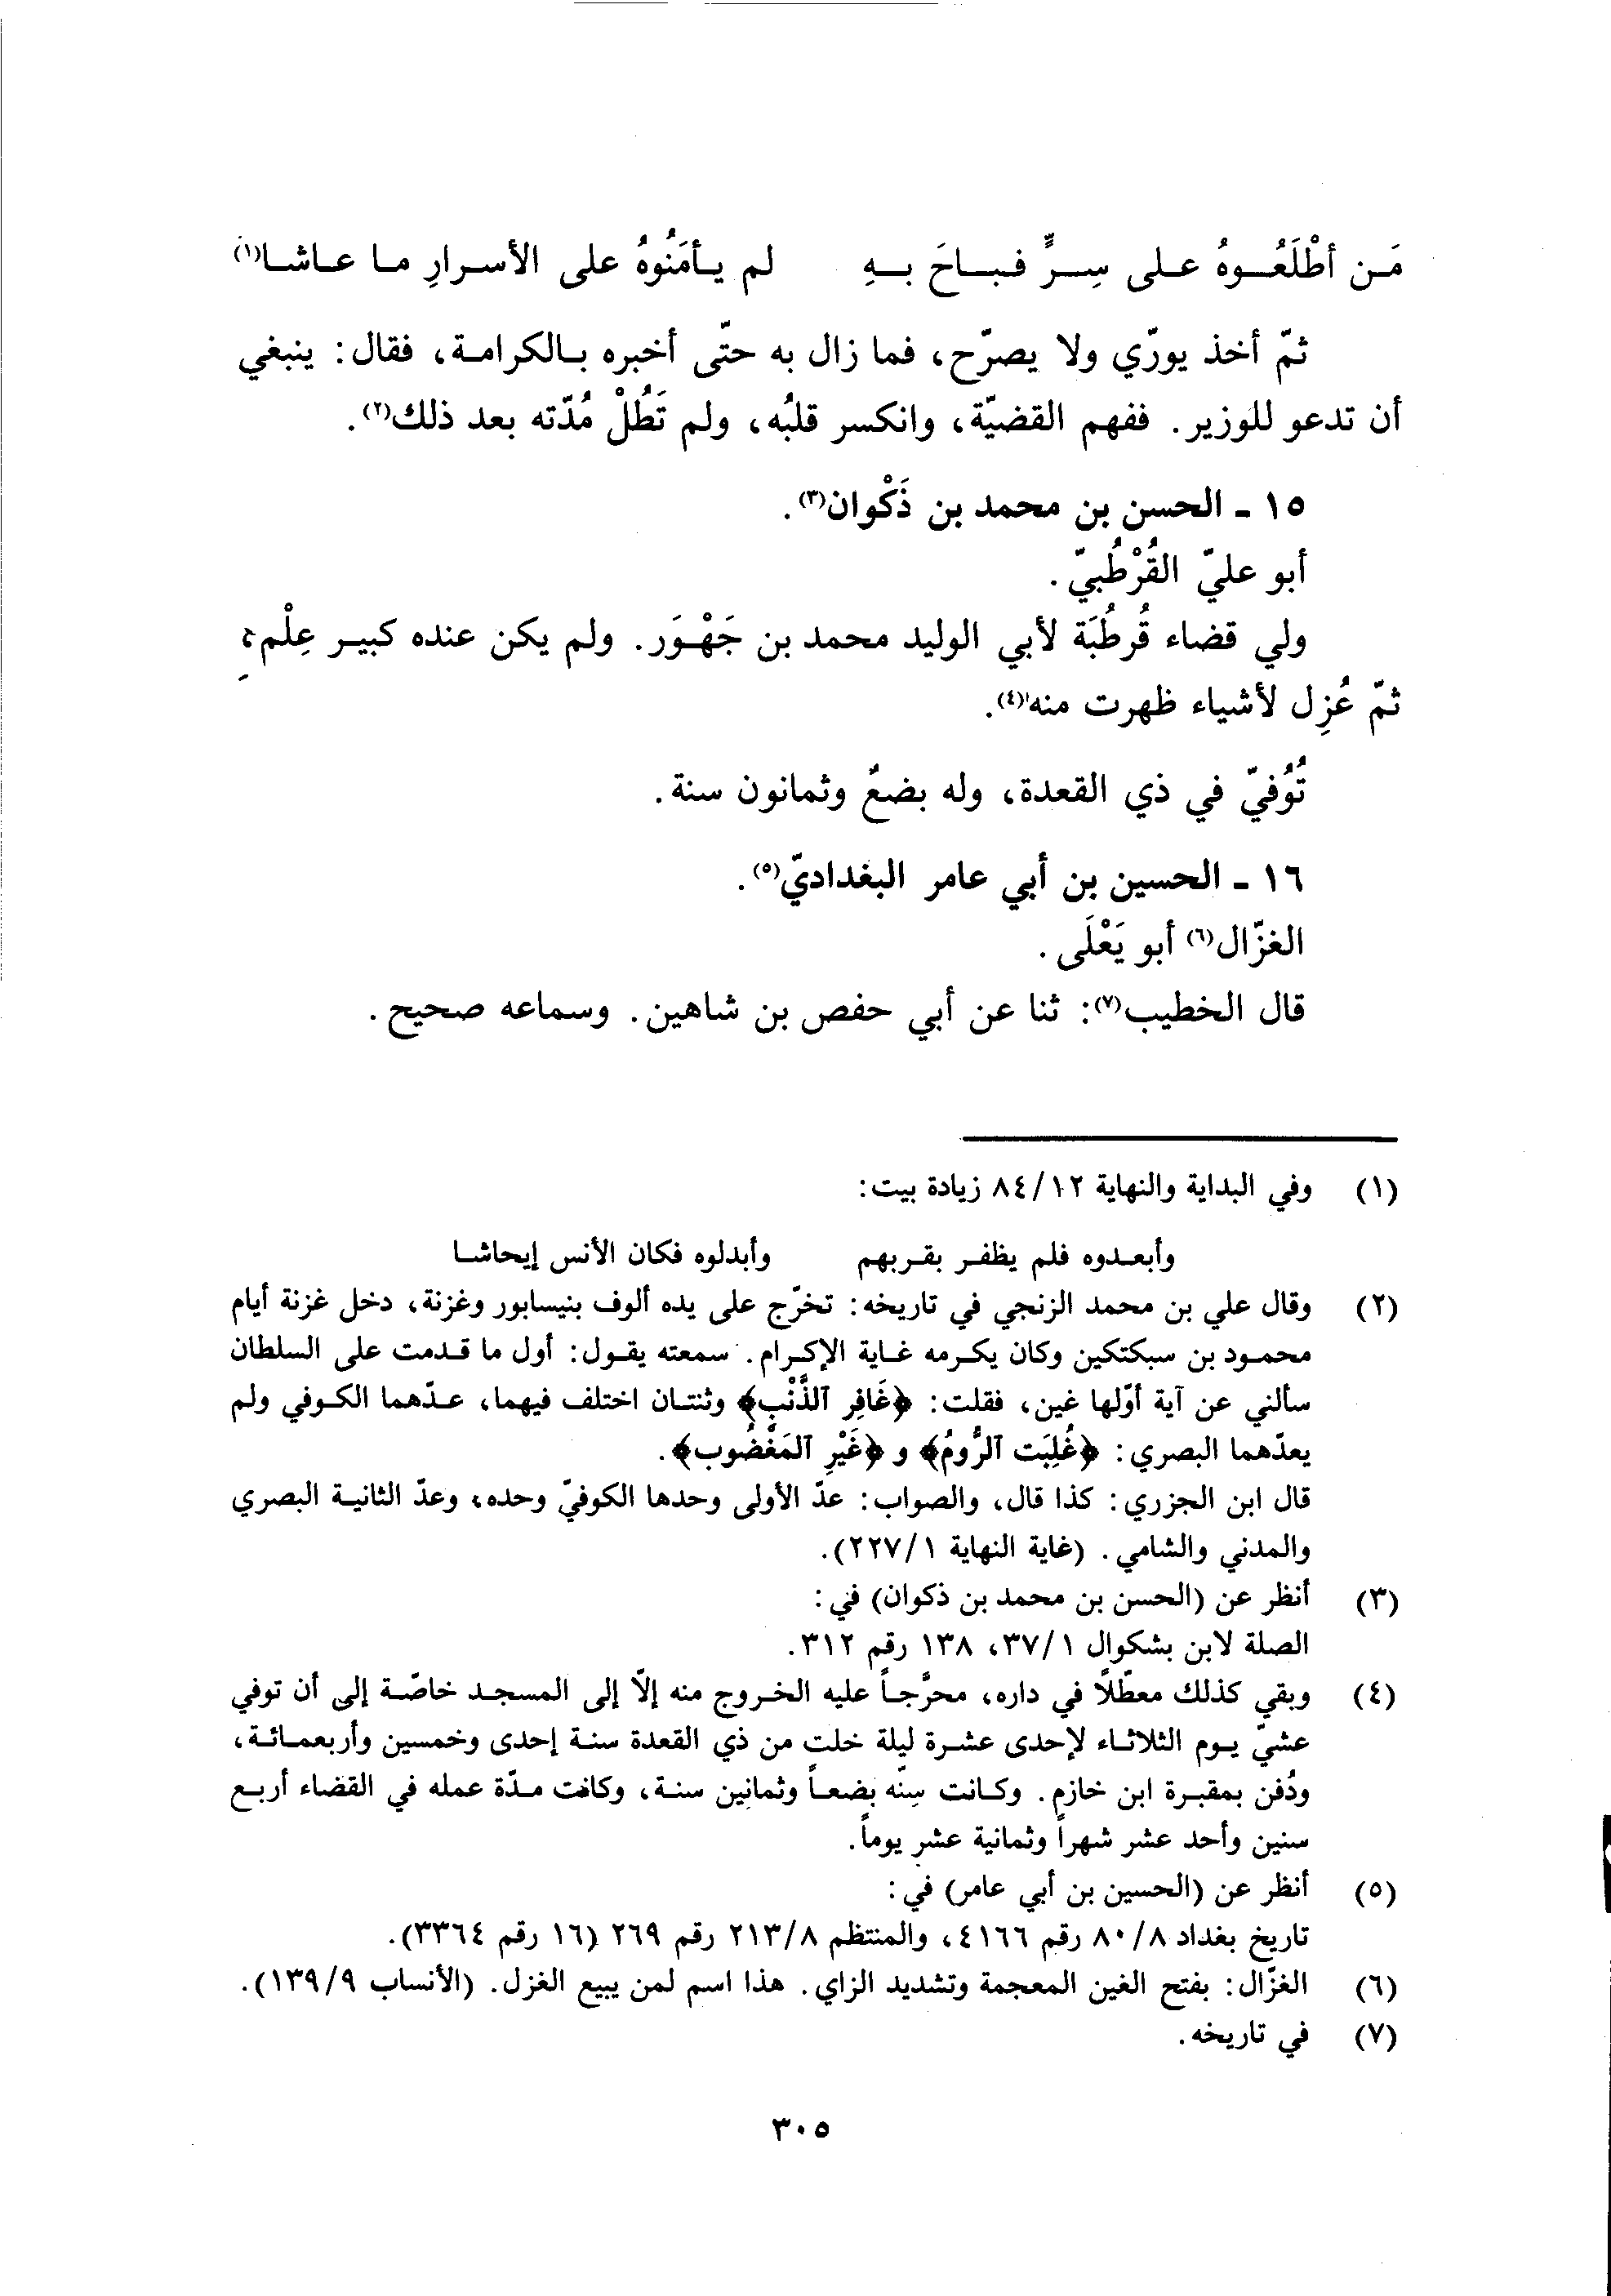 مَن أطْلَعُوهُ على سِرٍّ فباحَ بهِ لم يأمَنُوهُ على الأسرارِ ما عاشا(١)
ثمّ أخذ يورّي ولا يصرّح، فما زال به حتّى أخبره بالكرامة، فقال: ينبغي
أن تدعو للوزير. ففهم القضيّة، وانكسر قلبُه، ولم تَطُلْ مُدّته بعد ذلك(٢).
١٥ - الحسن بن محمد بن ذَكْوان(٣).
أبو عليّ القُرْطُبيّ.
ولي قضاء قُرطُبَة لأبي الوليد محمد بن جَهْوَر. ولم يكن عنده كبير عِلْم،
ثمّ عُزِل لأشياء ظهرت منه(٤).
تُوُفيّ في ذي القعدة، وله بضعٌ وثمانون سنة.
١٦ - الحسين بن أبي عامر البغداديّ(٥).
الغزّال(٦) أبو يَعْلَى.
قال الخطيب(٧): ثنا عن أبي حفص بن شاهين. وسماعه صحيح.
(١) وفي البداية والنهاية ٨٤/١٢ زيادة بيت:
وأبعدوه فلم يظفر بقربهم وأبدلوه فكان الأنس إيحاشا
(٢) وقال علي بن محمد الزنجي في تاريخه: تخرّج على يده ألوف بنيسابور وغزنة، دخل غزنة أيام
محمود بن سبكتكين وكان يكرمه غاية الإكرام. سمعته يقول: أول ما قدمت على السلطان
سألني عن آية أوّلها غين، فقلت: ﴿غَافِرِ ٱلذَّنْبِ﴾ وثنتان اختلف فيهما، عدّهما الكوفي ولم
يعدّهما البصري: ﴿غُلِبَت ٱلرُّومُ﴾ و ﴿غَيْرِ ٱلمَغْضُوب﴾.
قال ابن الجزري: كذا قال، والصواب: عدّ الأولى وحدها الكوفيّ وحده، وعدّ الثانية البصري
والمدني والشامي. (غاية النهاية ٢٢٧/١).
(٣) أنظر عن (الحسن بن محمد بن ذكوان) في:
الصلة لابن بشكوال ٣٧/١، ١٣٨ رقم ٣١٢.
(٤) وبقي كذلك معطّلاً في داره، محرَّجاً عليه الخروج منه إلّا إلى المسجد خاصّة إلى أن توفي
عشيّ يوم الثلاثاء لإحدى عشرة ليلة خلت من ذي القعدة سنة إحدى وخمسين وأربعمائة،
ودُفن بمقبرة ابن خازم. وكانت سِنّه بضعاً وثمانين سنة، وكانت مدّة عمله في القضاء أربع
سنين وأحد عشر شهراً وثمانية عشر يوماً.
(٥) أنظر عن (الحسين بن أبي عامر) في:
تاريخ بغداد ٨٠/٨ رقم ٤١٦٦، والمنتظم ٢١٣/٨ رقم ٢٦٩ (١٦ رقم ٣٣٦٤).
(٦) الغزّال: بفتح الغين المعجمة وتشديد الزاي. هذا اسم لمن يبيع الغزل. (الأنساب ١٣٩/٩).
(٧) في تاريخه.
٣٠٥